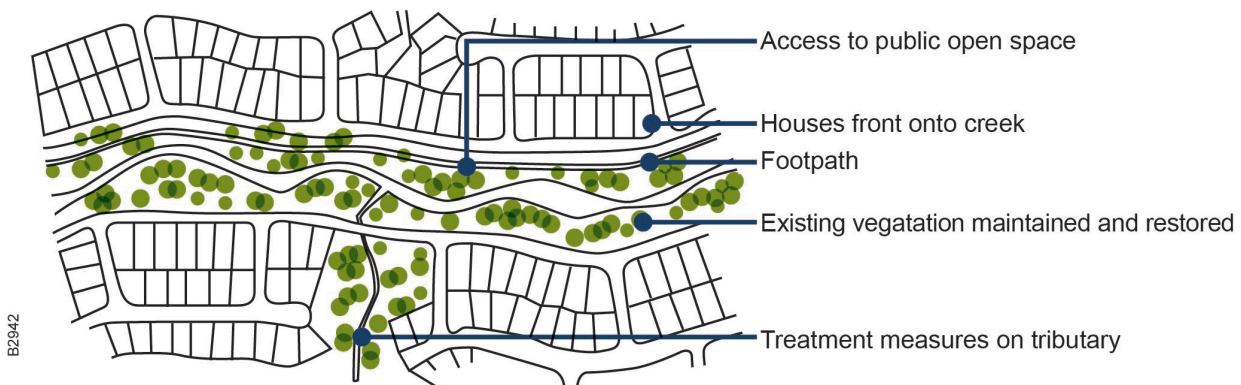 Access to public open space
Houses front onto creek
Footpath
Existing vegatation maintained and restored
Treatment measures on tributary
B2942